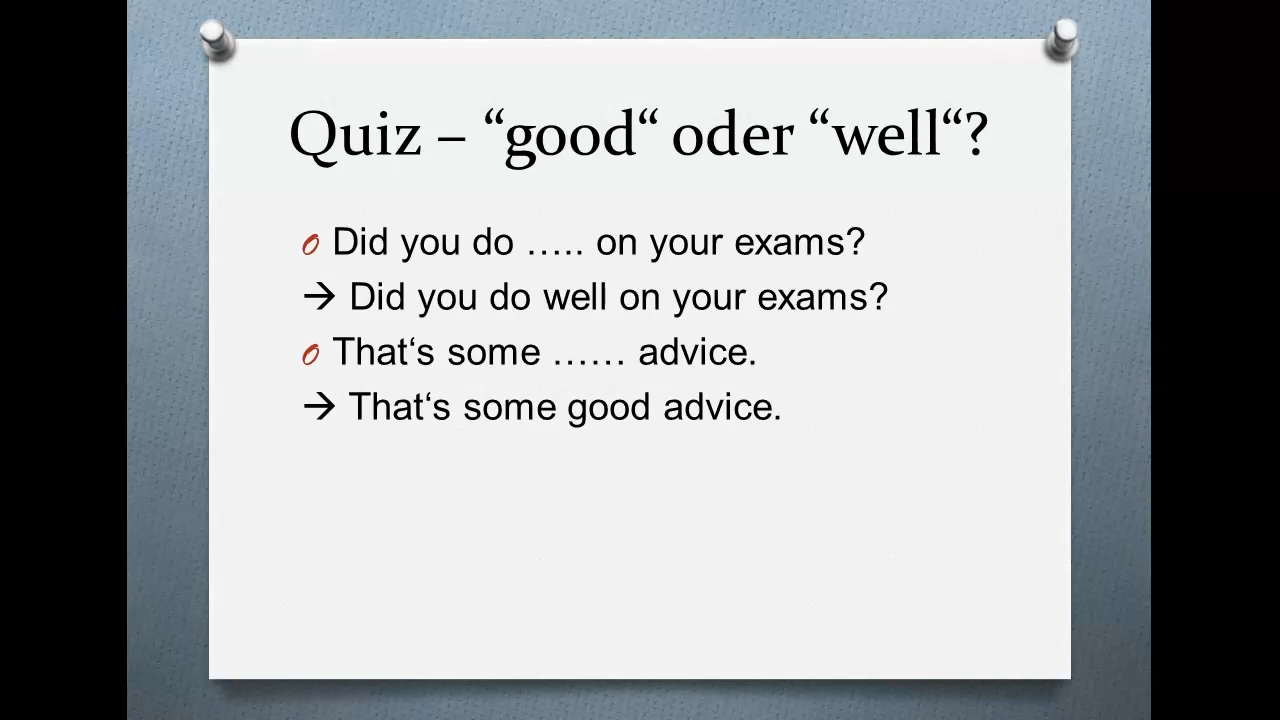 Quiz – “good“ oder “well“?
Did you do ….. on your exams?
→ Did you do well on your exams?
That‘s some …… advice.
→ That‘s some good advice.